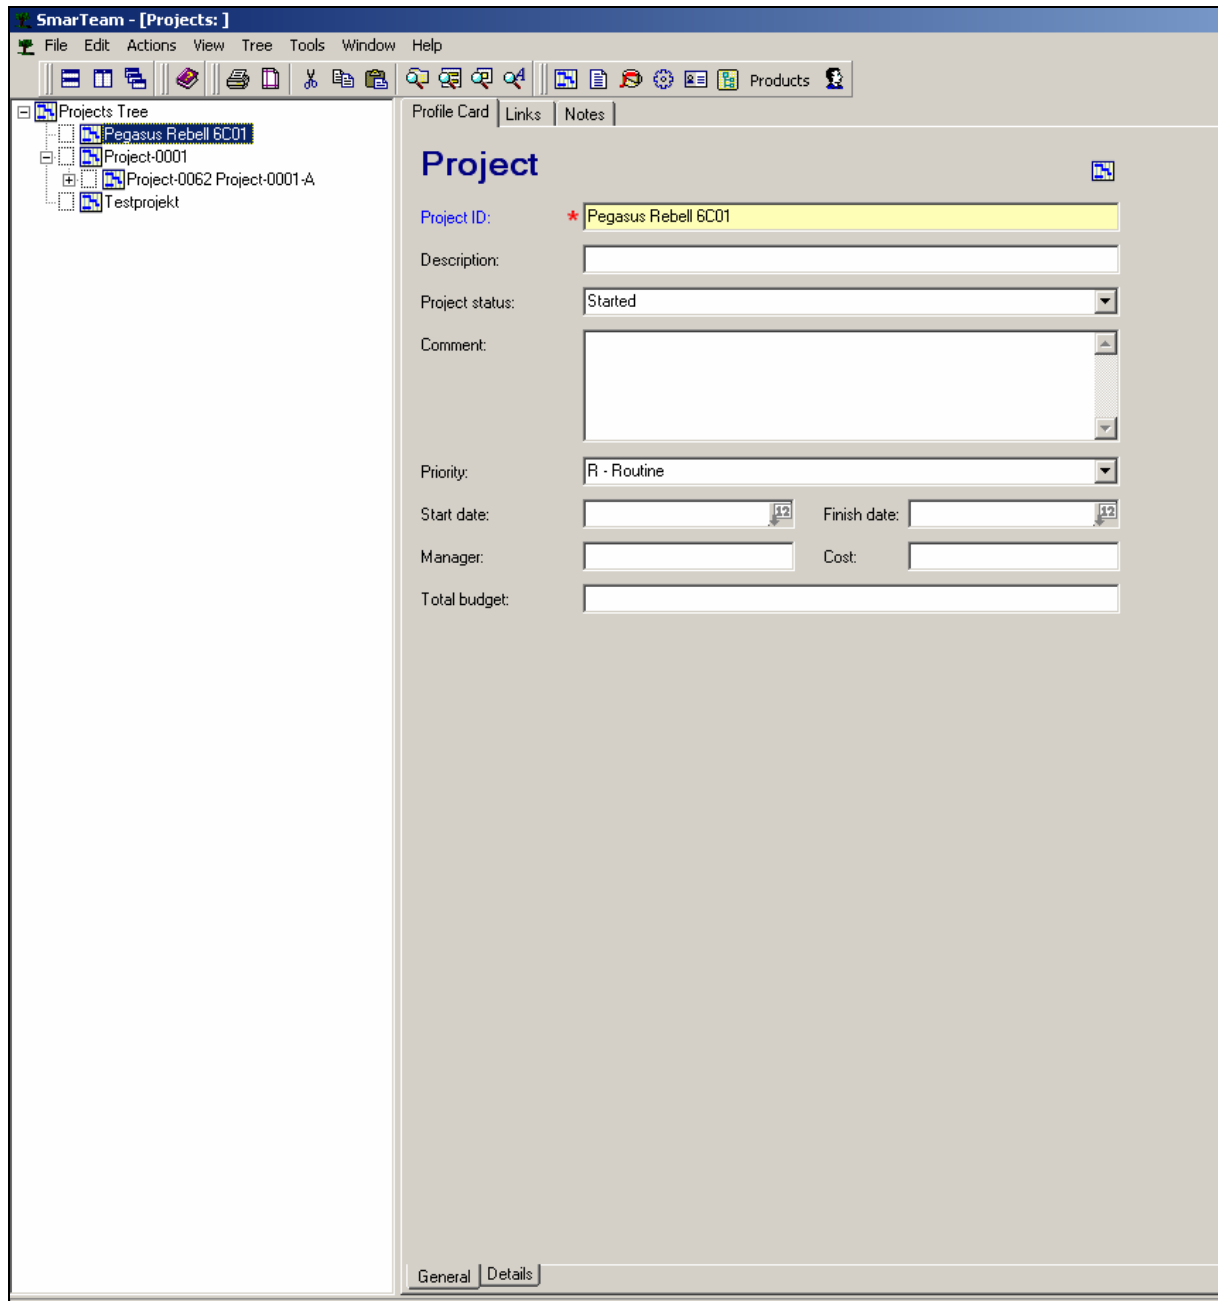 SmarTeam - [Projects: ]
File Edit Actions View Tree Tools Window Help
Products
Projects Tree
Pegasus Rebell 6C01
Project-0001
Project-0062 Project-0001-A
Testprojekt
Profile Card Links Notes
Project
Project ID: * Pegasus Rebell 6C01
Description:
Project status: Started
Comment:
Priority: R - Routine
Start date: 12 Finish date: 12
Manager: Cost:
Total budget:
General Details